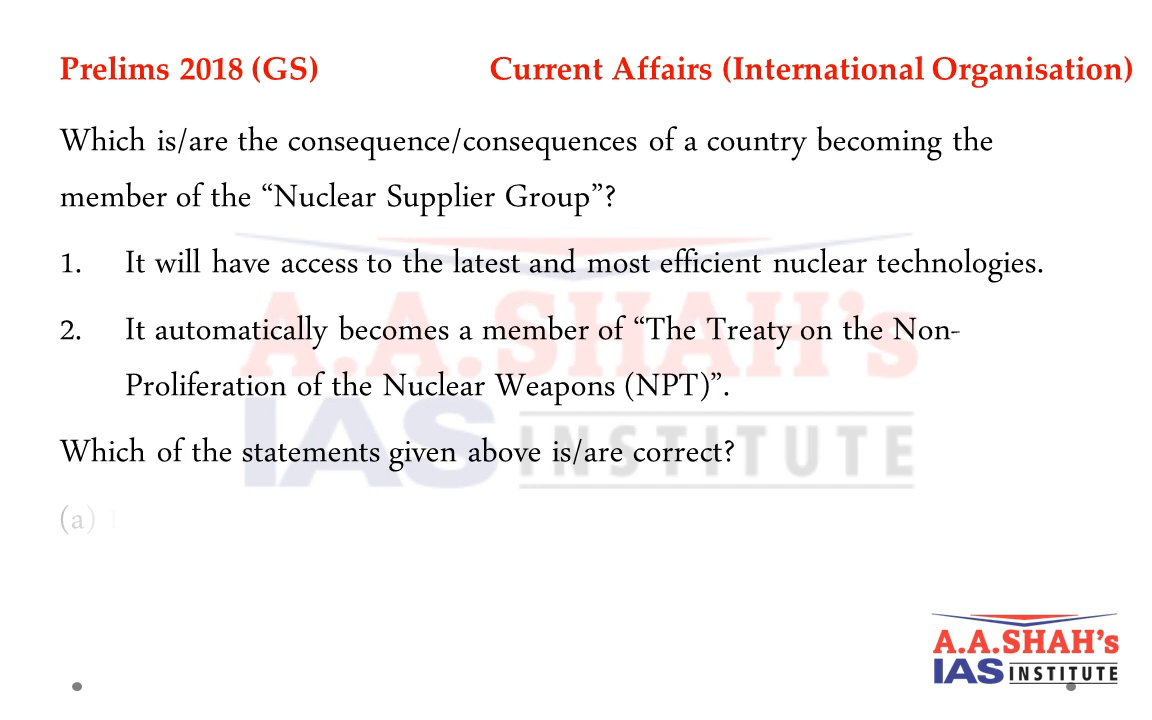 Prelims 2018 (GS) Current Affairs (International Organisation)
Which is/are the consequence/consequences of a country becoming the
member of the “Nuclear Supplier Group”?
1. It will have access to the latest and most efficient nuclear technologies.
2. It automatically becomes a member of “The Treaty on the Non-
Proliferation of the Nuclear Weapons (NPT)”.
Which of the statements given above is/are correct?
(a)
A.A.SHAH’s
IAS INSTITUTE
A.A.SHAH’s
IAS INSTITUTE